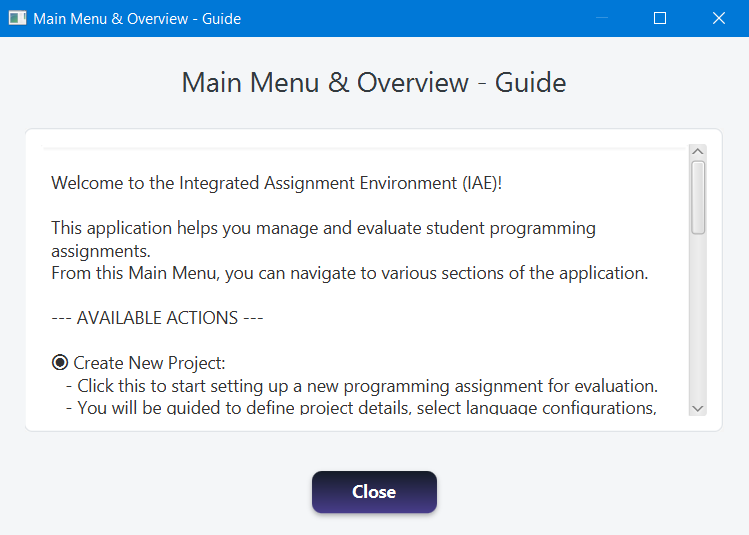 Main Menu & Overview - Guide
Main Menu & Overview - Guide
Welcome to the Integrated Assignment Environment (IAE)!
This application helps you manage and evaluate student programming
assignments.
From this Main Menu, you can navigate to various sections of the application.
--- AVAILABLE ACTIONS ---
◉ Create New Project:
- Click this to start setting up a new programming assignment for evaluation.
- You will be guided to define project details, select language configurations,
Close